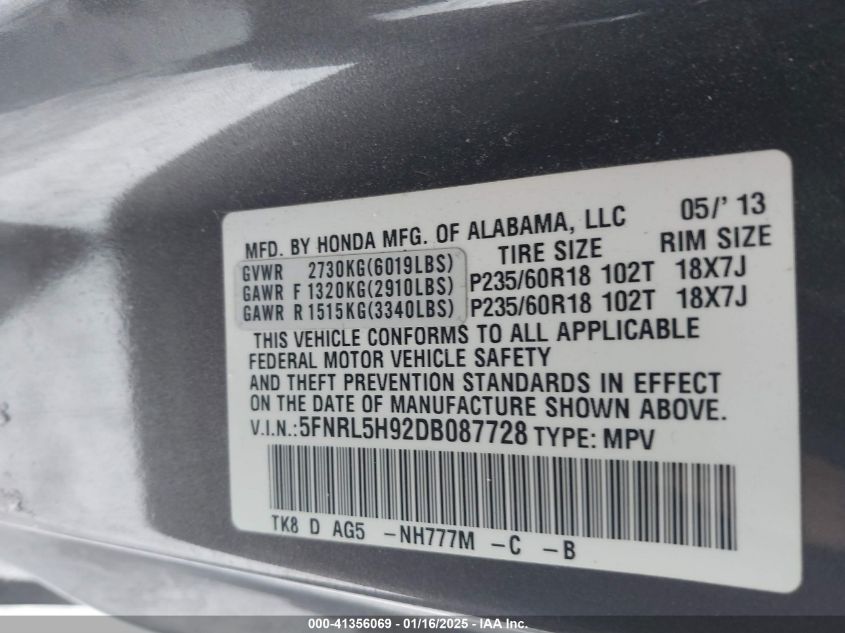 MFD. BY HONDA MFG. OF ALABAMA, LLC 05/' 13
GVWR 2730KG(6019LBS) TIRE SIZE RIM SIZE
GAWR F 1320KG(2910LBS) P235/60R18 102T 18X7J
GAWR R 1515KG(3340LBS) P235/60R18 102T 18X7J
THIS VEHICLE CONFORMS TO ALL APPLICABLE
FEDERAL MOTOR VEHICLE SAFETY
AND THEFT PREVENTION STANDARDS IN EFFECT
ON THE DATE OF MANUFACTURE SHOWN ABOVE.
V.I.N.: 5FNRL5H92DB087728 TYPE: MPV
TK8 D AG5 -NH777M -C -B
000-41356069 - 01/16/2025 - IAA Inc.